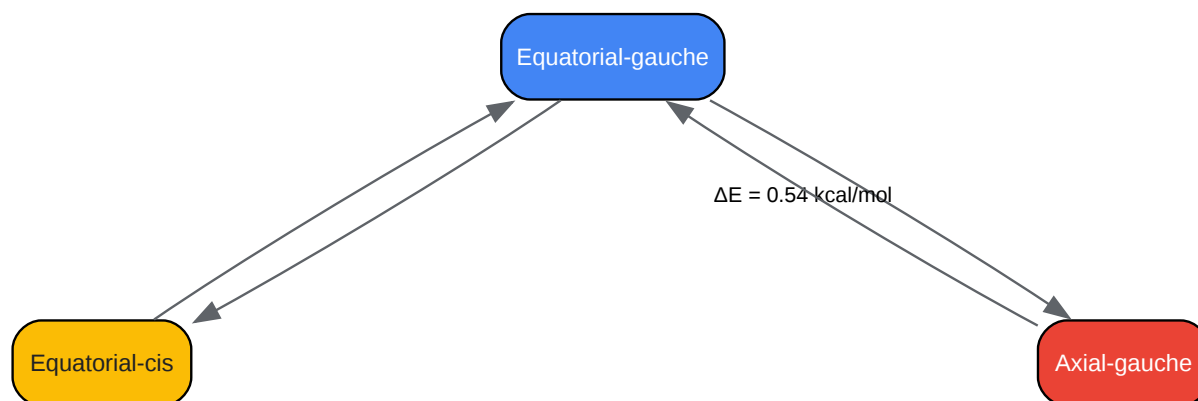 Equatorial-gauche
ΔE = 0.54 kcal/mol
Equatorial-cis
Axial-gauche